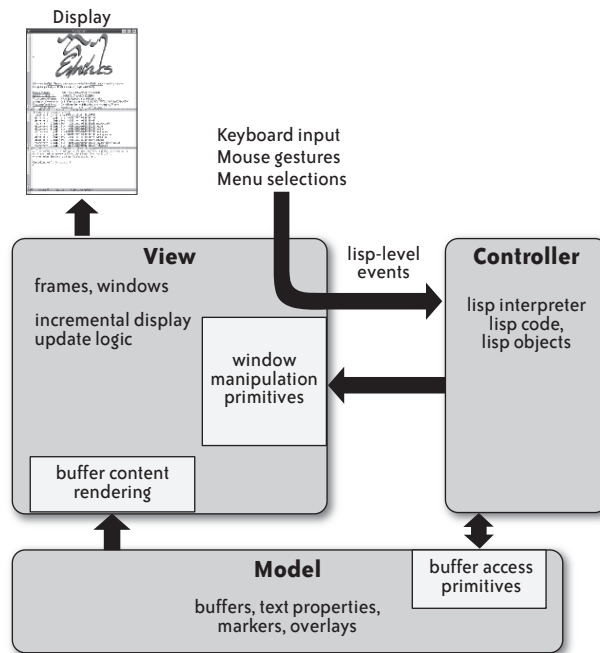 Display
Keyboard input
Mouse gestures
Menu selections
View
frames, windows
incremental display
update logic
window
manipulation
primitives
buffer content
rendering
lisp-level
events
Controller
lisp interpreter
lisp code,
lisp objects
Model
buffers, text properties,
markers, overlays
buffer access
primitives